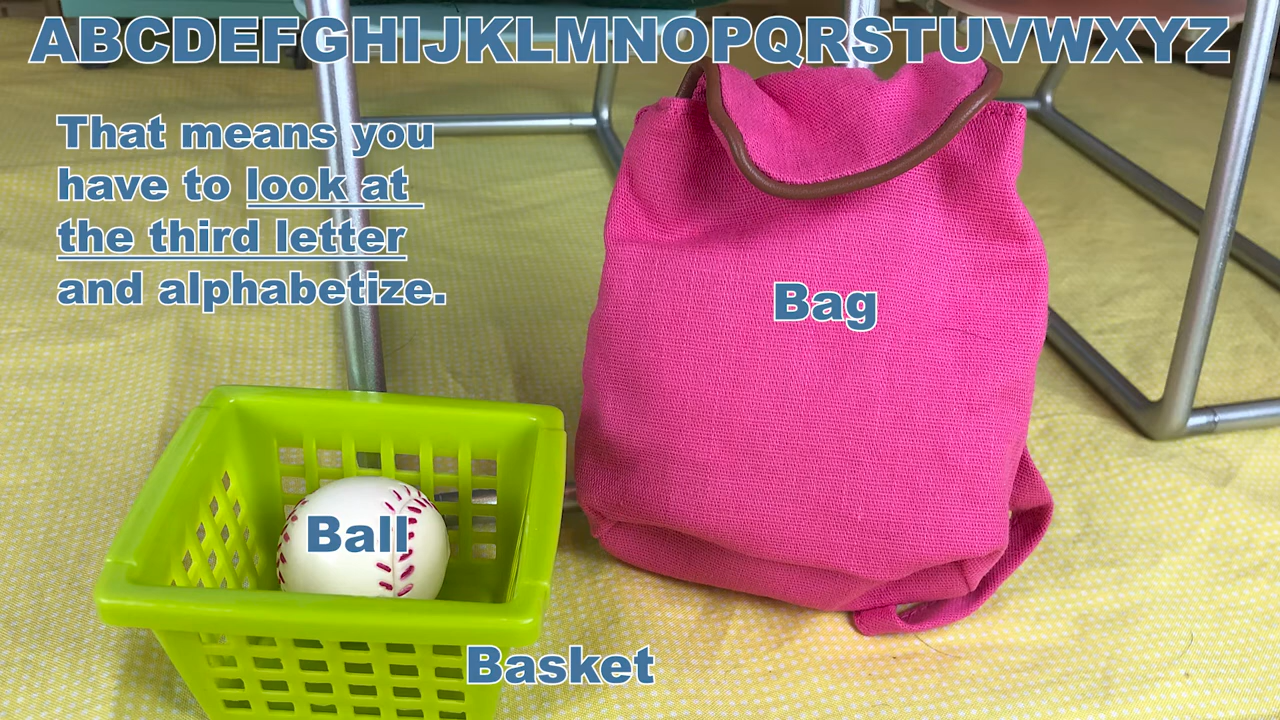 ABCDEFGHIJKLMNOPQRSTUVWXYZ
That means you
have to look at
the third letter
and alphabetize.
Bag
Ball
Basket